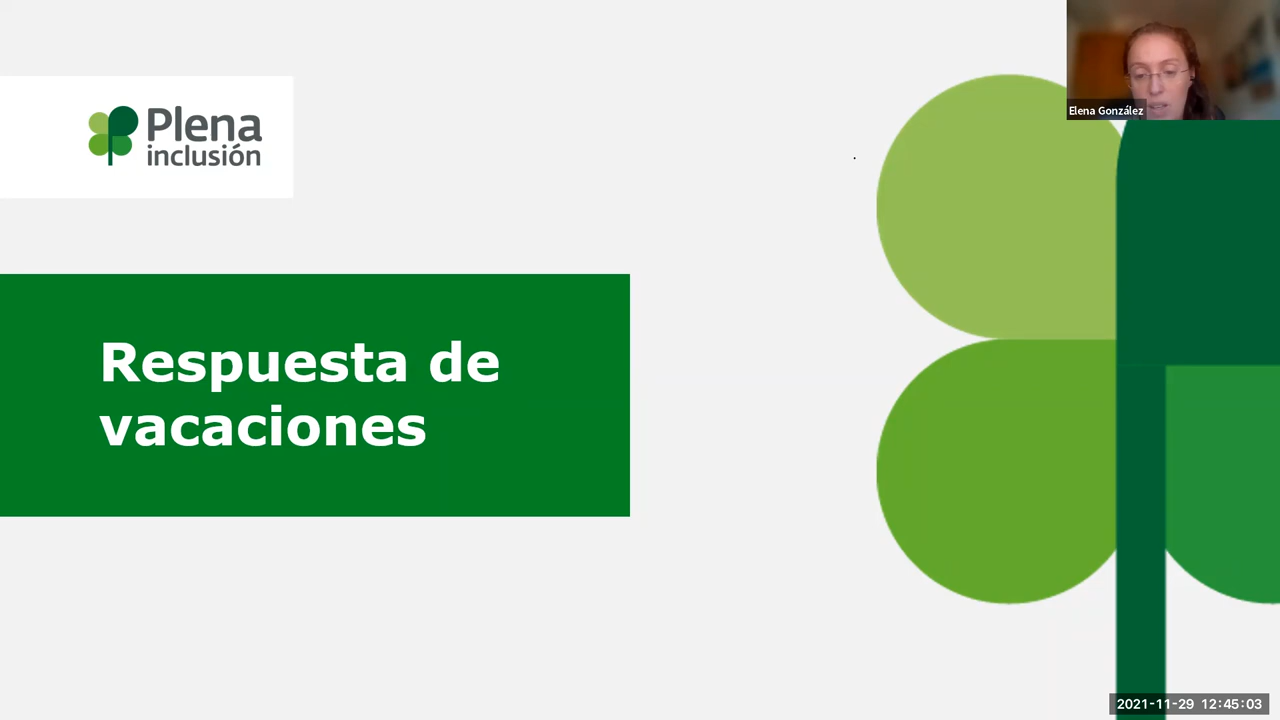 Plena
inclusión
Elena González
Respuesta de
vacaciones
2021-11-29 12:45:03